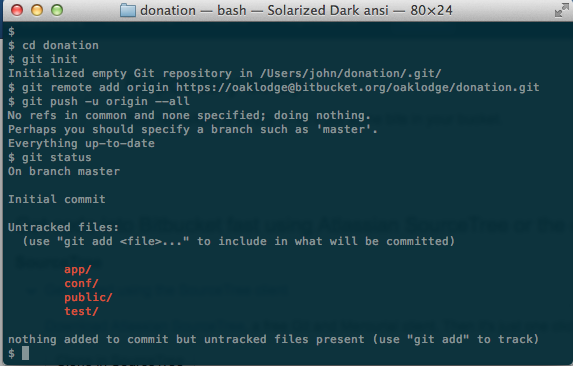 donation — bash — Solarized Dark ansi — 80×24
$
$ cd donation
$ git init
Initialized empty Git repository in /Users/john/donation/.git/
$ git remote add origin https://oaklodge@bitbucket.org/oaklodge/donation.git
$ git push -u origin --all
No refs in common and none specified; doing nothing.
Perhaps you should specify a branch such as 'master'.
Everything up-to-date
$ git status
On branch master
Initial commit
Untracked files:
(use "git add <file>..." to include in what will be committed)
app/
conf/
public/
test/
nothing added to commit but untracked files present (use "git add" to track)
$